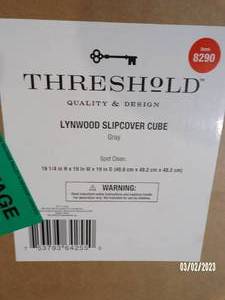 Item
8290
THRESHOLD™
QUALITY & DESIGN
LYNWOOD SLIPCOVER CUBE
Gray
Spot Clean
19 1/4 in H x 19 in W x 19 in D (48.8 cm x 48.2 cm x 48.2 cm)
WARNING:
AGE
03/02/2023